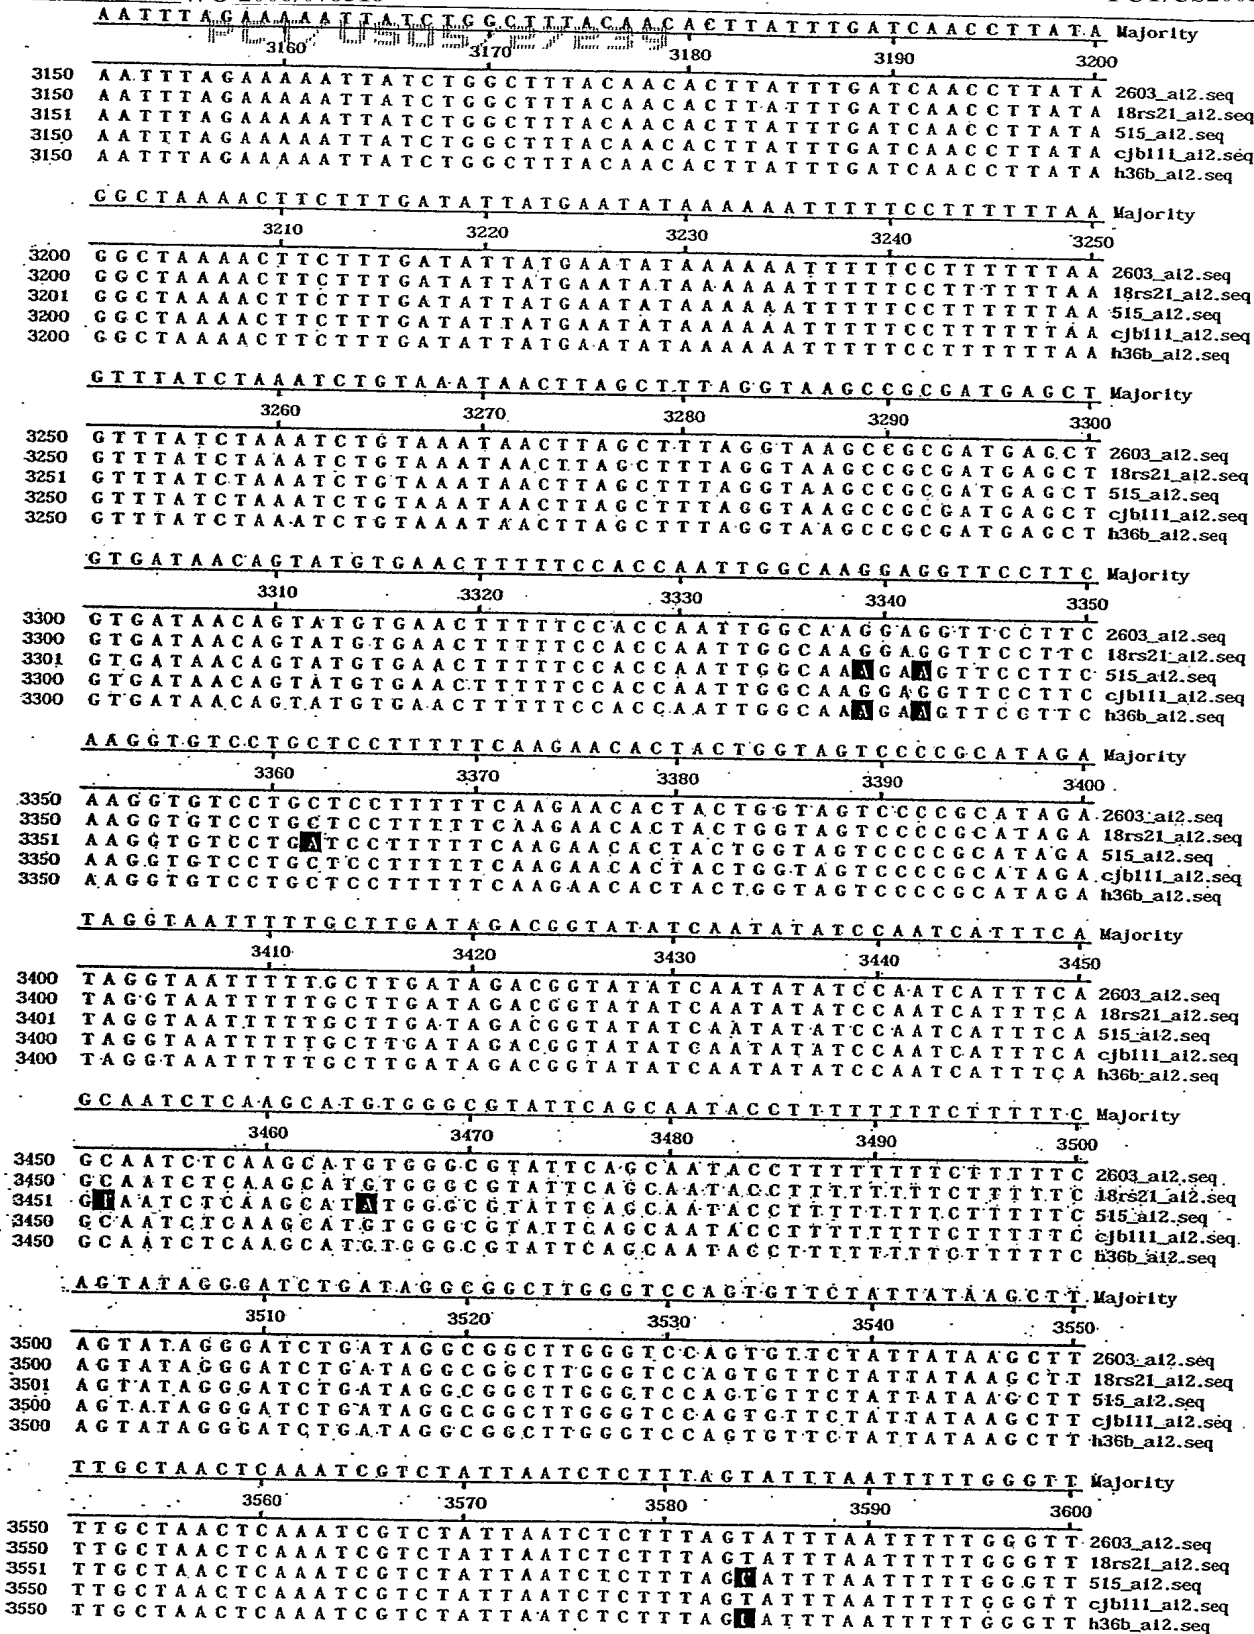 AATTTAGAAAAATTATCTGGCTTTACAACACTTATTTGATCAACCTTATA Majority
3160 3170 3180 3190 3200
3150 AATTTAGAAAAATTATCTGGCTTTACAACACTTATTTGATCAACCTTATA 2603_a12.seq
3150 AATTTAGAAAAATTATCTGGCTTTACAACACTTATTTGATCAACCTTATA 18rs21_a12.seq
3151 AATTTAGAAAAATTATCTGGCTTTACAACACTTATTTGATCAACCTTATA 515_a12.seq
3150 AATTTAGAAAAATTATCTGGCTTTACAACACTTATTTGATCAACCTTATA cjb111_a12.seq
3150 AATTTAGAAAAATTATCTGGCTTTACAACACTTATTTGATCAACCTTATA h36b_a12.seq
GGCTAAAACTTCTTTGATATTATGAATATAAAAAATTTTTCCTTTTTTAA Majority
3210 3220 3230 3240 3250
3200 GGCTAAAACTTCTTTGATATTATGAATATAAAAAATTTTTCCTTTTTTAA 2603_a12.seq
3200 GGCTAAAACTTCTTTGATATTATGAATATAAAAAATTTTTCCTTTTTTAA 18rs21_a12.seq
3201 GGCTAAAACTTCTTTGATATTATGAATATAAAAAATTTTTCCTTTTTTAA 515_a12.seq
3200 GGCTAAAACTTCTTTGATATTATGAATATAAAAAATTTTTCCTTTTTTAA cjb111_a12.seq
3200 GGCTAAAACTTCTTTGATATTATGAATATAAAAAATTTTTCCTTTTTTAA h36b_a12.seq
GTTTATCTAAATCTGTAAATAACTTAGCTTTAGGTAAGCCGCGATGAGCT Majority
3260 3270 3280 3290 3300
3250 GTTTATCTAAATCTGTAAATAACTTAGCTTTAGGTAAGCCGCGATGAGCT 2603_a12.seq
3250 GTTTATCTAAATCTGTAAATAACTTAGCTTTAGGTAAGCCGCGATGAGCT 18rs21_a12.seq
3251 GTTTATCTAAATCTGTAAATAACTTAGCTTTAGGTAAGCCGCGATGAGCT 515_a12.seq
3250 GTTTATCTAAATCTGTAAATAACTTAGCTTTAGGTAAGCCGCGATGAGCT cjb111_a12.seq
3250 GTTTATCTAAATCTGTAAATAACTTAGCTTTAGGTAAGCCGCGATGAGCT h36b_a12.seq
GTGATAACAGTATGTGAACTTTTTCCACCAATTGGCAAGGAGGTTCCTTC Majority
3310 3320 3330 3340 3350
3300 GTGATAACAGTATGTGAACTTTTTCCACCAATTGGCAAGGAGGTTCCTTC 2603_a12.seq
3300 GTGATAACAGTATGTGAACTTTTTCCACCAATTGGCAAGGAGGTTCCTTC 18rs21_a12.seq
3301 GTGATAACAGTATGTGAACTTTTTCCACCAATTGGCAAAGAAGTTCCTTC 515_a12.seq
3300 GTGATAACAGTATGTGAACTTTTTCCACCAATTGGCAAGGAGGTTCCTTC cjb111_a12.seq
3300 GTGATAACAGTATGTGAACTTTTTCCACCAATTGGCAAAGAAGTTCCTTC h36b_a12.seq
AAGGTGTCCTGCTCCTTTTTCAAGAACACTACTGGTAGTCCCCGCATAGA Majority
3360 3370 3380 3390 3400
3350 AAGGTGTCCTGCTCCTTTTTCAAGAACACTACTGGTAGTCCCCGCATAGA 2603_a12.seq
3350 AAGGTGTCCTGCTCCTTTTTCAAGAACACTACTGGTAGTCCCCGCATAGA 18rs21_a12.seq
3351 AAGGTGTCCTGATCCTTTTTCAAGAACACTACTGGTAGTCCCCGCATAGA 515_a12.seq
3350 AAGGTGTCCTGCTCCTTTTTCAAGAACACTACTGGTAGTCCCCGCATAGA cjb111_a12.seq
3350 AAGGTGTCCTGCTCCTTTTTCAAGAACACTACTGGTAGTCCCCGCATAGA h36b_a12.seq
TAGGTAATTTTTGCTTGATAGACGGTATATCAATATATCCAATCATTTCA Majority
3410 3420 3430 3440 3450
3400 TAGGTAATTTTTGCTTGATAGACGGTATATCAATATATCCAATCATTTCA 2603_a12.seq
3400 TAGGTAATTTTTGCTTGATAGACGGTATATCAATATATCCAATCATTTCA 18rs21_a12.seq
3401 TAGGTAATTTTTGCTTGATAGACGGTATATCAATATATCCAATCATTTCA 515_a12.seq
3400 TAGGTAATTTTTGCTTGATAGACGGTATATCAATATATCCAATCATTTCA cjb111_a12.seq
3400 TAGGTAATTTTTGCTTGATAGACGGTATATCAATATATCCAATCATTTCA h36b_a12.seq
GCAATCTCAAGCATGTGGGCGTATTCAGCAATACCTTTTTTTTCTTTTTC Majority
3460 3470 3480 3490 3500
3450 GCAATCTCAAGCATGTGGGCGTATTCAGCAATACCTTTTTTTTCTTTTTC 2603_a12.seq
3450 GCAATCTCAAGCATGTGGGCGTATTCAGCAATACCTTTTTTTTCTTTTTC 18rs21_a12.seq
3451 GTAATCTCAAGCATATGGGCGTATTCAGCAATACCTTTTTTTTCTTTTTC 515_a12.seq
3450 GCAATCTCAAGCATGTGGGCGTATTCAGCAATACCTTTTTTTTCTTTTTC cjb111_a12.seq
3450 GCAATCTCAAGCATGTGGGCGTATTCAGCAATACCTTTTTTTTCTTTTTC h36b_a12.seq
AGTATAGGGATCTGATAGGCGGCTTGGGTCCAGTGTTCTATTATAAGCTT Majority
3510 3520 3530 3540 3550
3500 AGTATAGGGATCTGATAGGCGGCTTGGGTCCAGTGTTCTATTATAAGCTT 2603_a12.seq
3500 AGTATAGGGATCTGATAGGCGGCTTGGGTCCAGTGTTCTATTATAAGCTT 18rs21_a12.seq
3501 AGTATAGGGATCTGATAGGCGGCTTGGGTCCAGTGTTCTATTATAAGCTT 515_a12.seq
3500 AGTATAGGGATCTGATAGGCGGCTTGGGTCCAGTGTTCTATTATAAGCTT cjb111_a12.seq
3500 AGTATAGGGATCTGATAGGCGGCTTGGGTCCAGTGTTCTATTATAAGCTT h36b_a12.seq
TTGCTAACTCAAATCGTCTATTAATCTCTTTAGTATTTAATTTTTGGGTT Majority
3560 3570 3580 3590 3600
3550 TTGCTAACTCAAATCGTCTATTAATCTCTTTAGTATTTAATTTTTGGGTT 2603_a12.seq
3550 TTGCTAACTCAAATCGTCTATTAATCTCTTTAGTATTTAATTTTTGGGTT 18rs21_a12.seq
3551 TTGCTAACTCAAATCGTCTATTAATCTCTTTAGGATTTAATTTTTGGGTT 515_a12.seq
3550 TTGCTAACTCAAATCGTCTATTAATCTCTTTAGTATTTAATTTTTGGGTT cjb111_a12.seq
3550 TTGCTAACTCAAATCGTCTATTAATCTCTTTAGCATTTAATTTTTGGGTT h36b_a12.seq